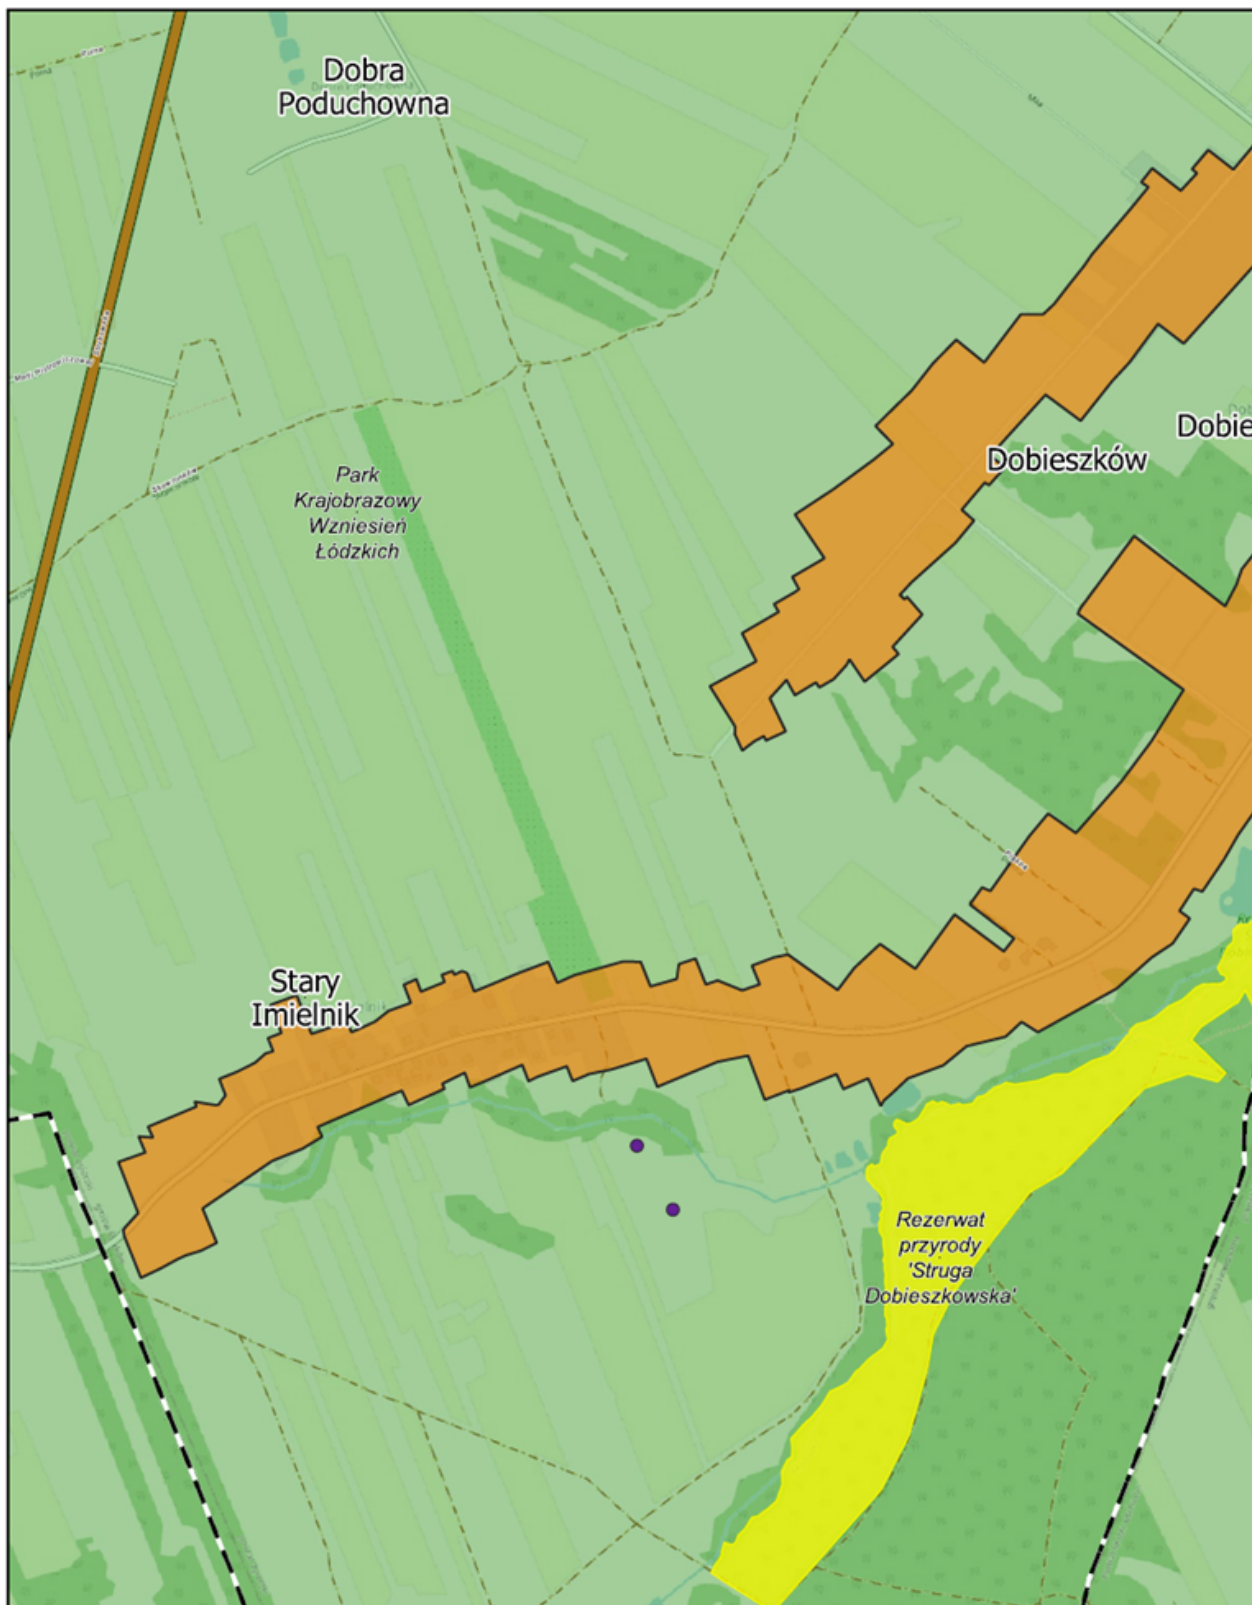 Dobra
Poduchowna
Park
Krajobrazowy
Wzniesień
Łódzkich
Dobie
Dobieszków
Stary
Imielnik
Rezerwat
przyrody
'Struga
Dobieszkowska'